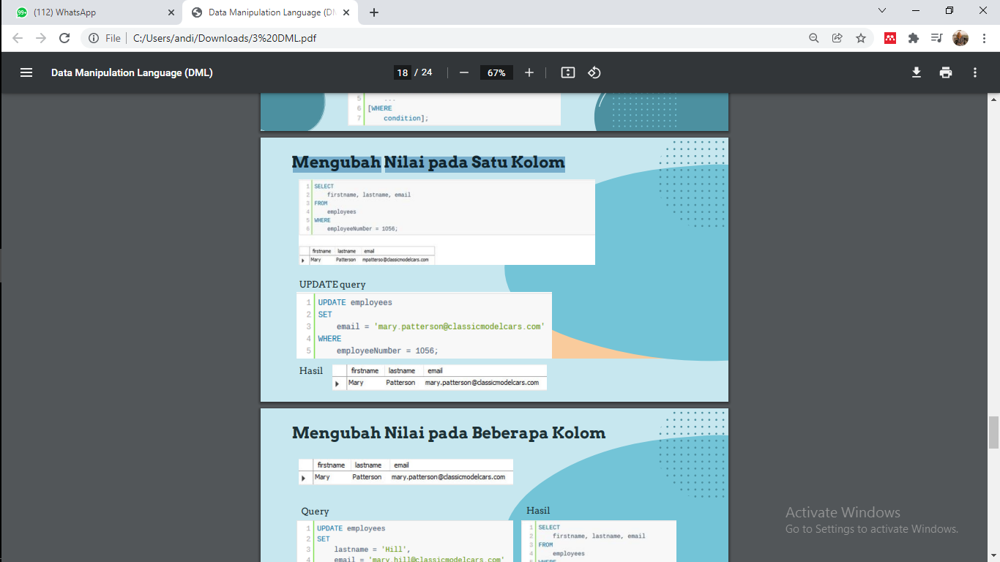 (112) WhatsApp
Data Manipulation Language (DM
File
C:/Users/andi/Downloads/3%20DML.pdf
Data Manipulation Language (DML)
18 / 24
67%
5 ...
6 [WHERE
7 condition];
Mengubah Nilai pada Satu Kolom
1 SELECT
2 firstname, lastname, email
3 FROM
4 employees
5 WHERE
6 employeeNumber = 1056;
firstname lastname email
Mary Patterson mpatterso@classicmodelcars.com
UPDATE query
1 UPDATE employees
2 SET
3 email = 'mary.patterson@classicmodelcars.com'
4 WHERE
5 employeeNumber = 1056;
Hasil
firstname lastname email
Mary Patterson mary.patterson@classicmodelcars.com
Mengubah Nilai pada Beberapa Kolom
firstname lastname email
Mary Patterson mary.patterson@classicmodelcars.com
Query
1 UPDATE employees
2 SET
3 lastname = 'Hill',
4 email = 'mary.hill@classicmodelcars.com'
Hasil
1 SELECT
2 firstname, lastname, email
3 FROM
4 employees
5 WHERE
Activate Windows
Go to Settings to activate Windows.